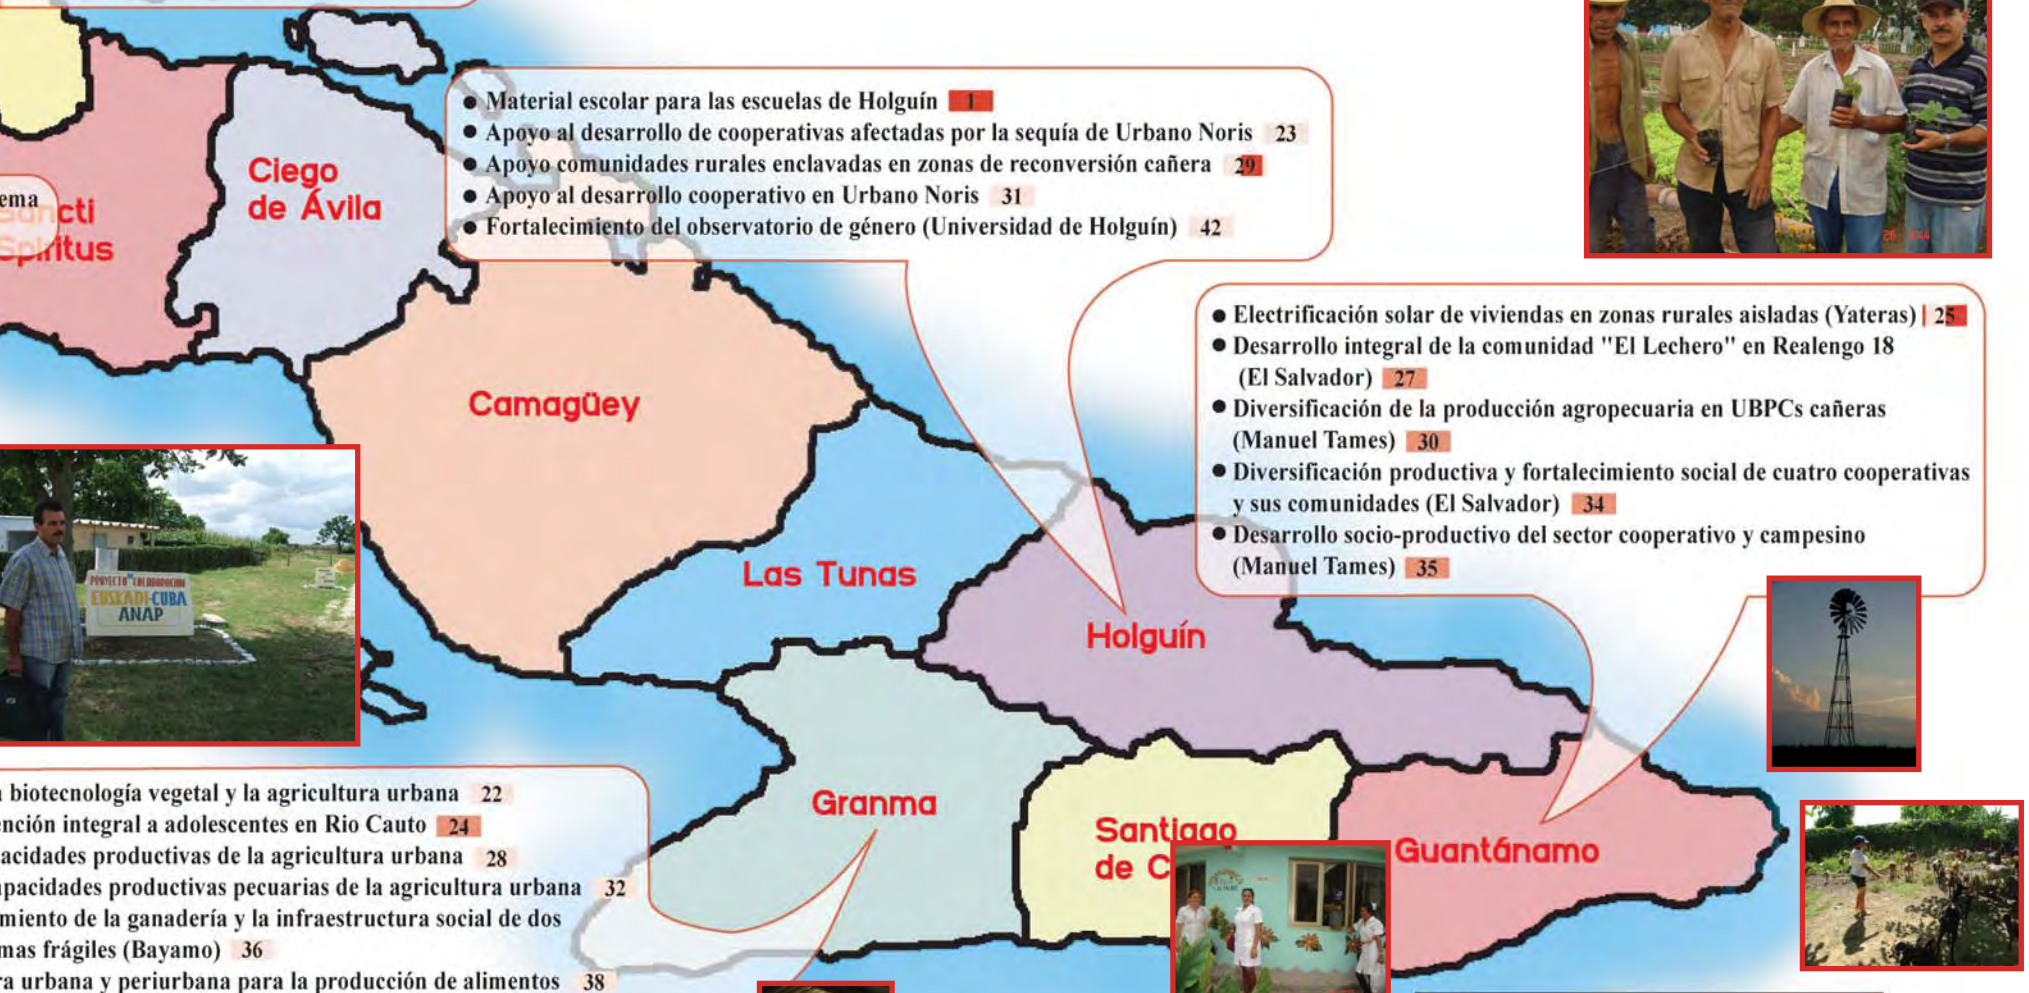 ● Material escolar para las escuelas de Holguín 1
● Apoyo al desarrollo de cooperativas afectadas por la sequía de Urbano Noris 23
● Apoyo comunidades rurales enclavadas en zonas de reconversión cañera 29
● Apoyo al desarrollo cooperativo en Urbano Noris 31
● Fortalecimiento del observatorio de género (Universidad de Holguín) 42
Ciego
de Ávila
ema
Sancti
Spiritus
● Electrificación solar de viviendas en zonas rurales aisladas (Yateras) 25
● Desarrollo integral de la comunidad "El Lechero" en Realengo 18
(El Salvador) 27
● Diversificación de la producción agropecuaria en UBPCs cañeras
(Manuel Tames) 30
● Diversificación productiva y fortalecimiento social de cuatro cooperativas
y sus comunidades (El Salvador) 34
● Desarrollo socio-productivo del sector cooperativo y campesino
(Manuel Tames) 35
Camagüey
Las Tunas
Holguín
PROYECTO COLABORACION
EUSKADI-CUBA
ANAP
Granma
Santiago
de C
Guantánamo
biotecnología vegetal y la agricultura urbana 22
ención integral a adolescentes en Rio Cauto 24
acidades productivas de la agricultura urbana 28
apacidades productivas pecuarias de la agricultura urbana 32
miento de la ganadería y la infraestructura social de dos
mas frágiles (Bayamo) 36
ra urbana y periurbana para la producción de alimentos 38